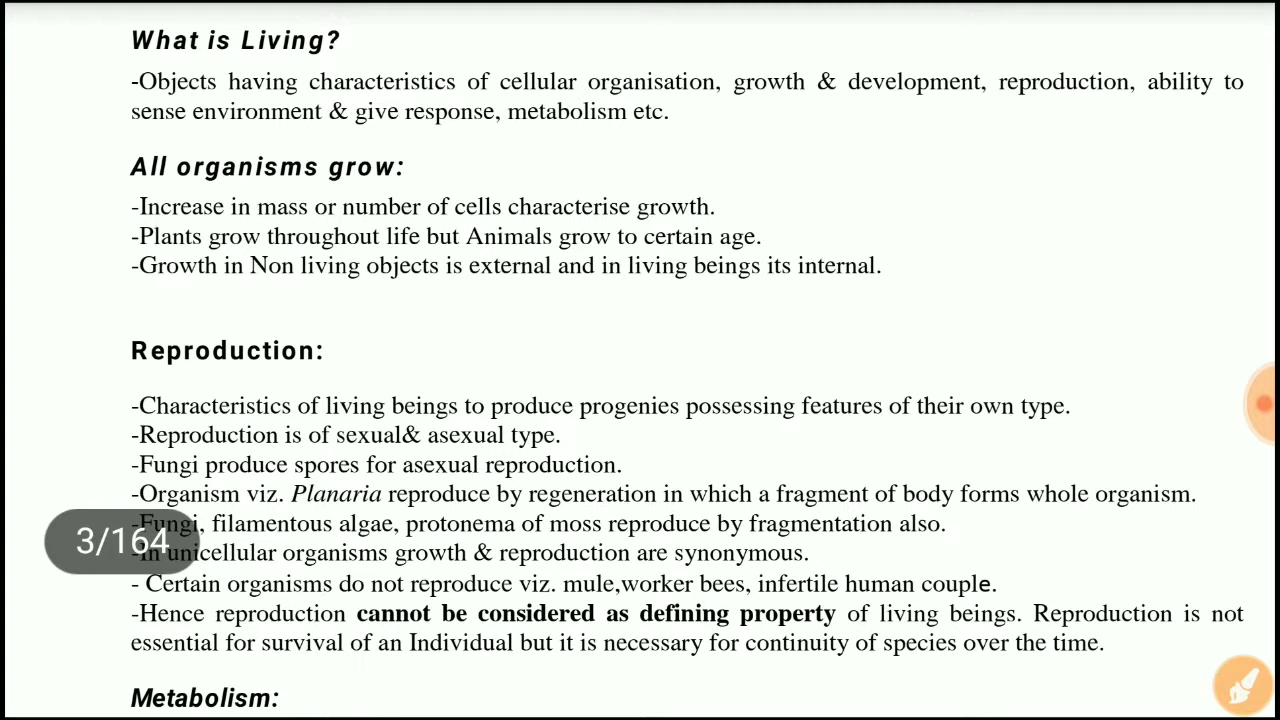 What is Living?
-Objects having characteristics of cellular organisation, growth & development, reproduction, ability to
sense environment & give response, metabolism etc.
All organisms grow:
-Increase in mass or number of cells characterise growth.
-Plants grow throughout life but Animals grow to certain age.
-Growth in Non living objects is external and in living beings its internal.
Reproduction:
-Characteristics of living beings to produce progenies possessing features of their own type.
-Reproduction is of sexual& asexual type.
-Fungi produce spores for asexual reproduction.
-Organism viz. Planaria reproduce by regeneration in which a fragment of body forms whole organism.
-Fungi, filamentous algae, protonema of moss reproduce by fragmentation also.
3/164
-In unicellular organisms growth & reproduction are synonymous.
- Certain organisms do not reproduce viz. mule,worker bees, infertile human couple.
-Hence reproduction cannot be considered as defining property of living beings. Reproduction is not
essential for survival of an Individual but it is necessary for continuity of species over the time.
Metabolism: